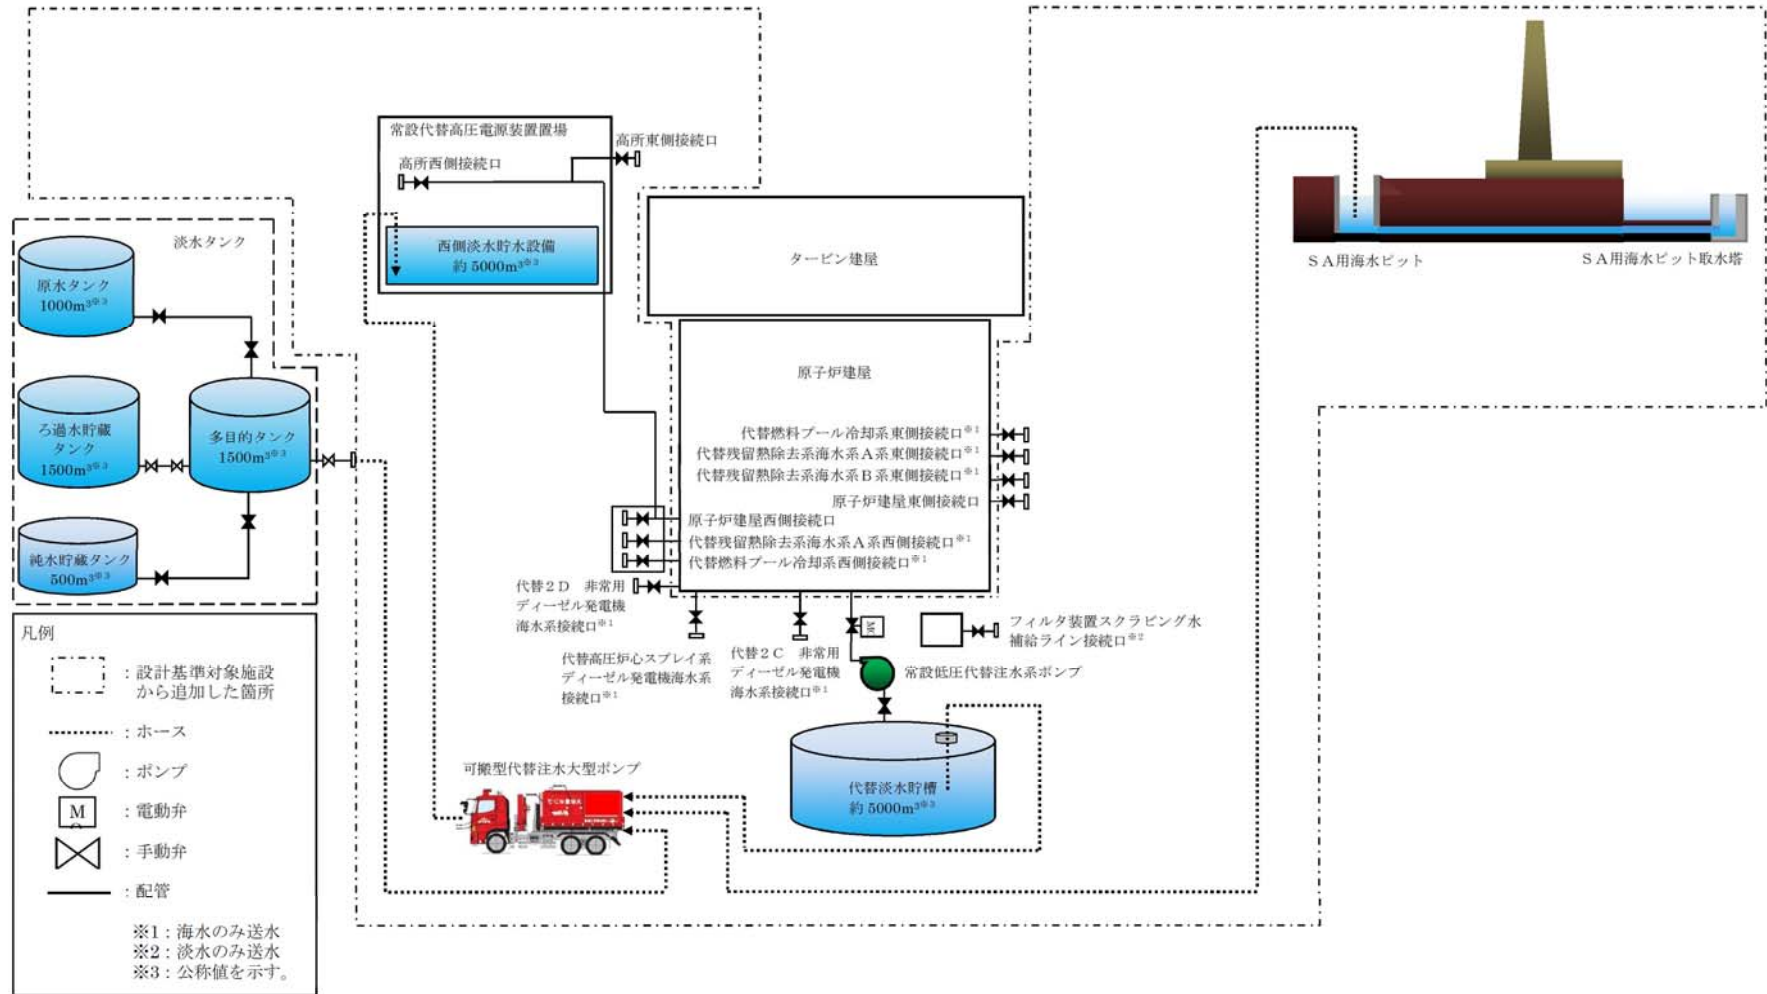 常設代替高圧電源装置置場
高所東側接続口
高所西側接続口
西側淡水貯水設備
約 5000m³※3
淡水タンク
原水タンク
1000m³※3
ろ過水貯蔵
タンク
1500m³※3
多目的タンク
1500m³※3
純水貯蔵タンク
500m³※3
タービン建屋
原子炉建屋
代替燃料プール冷却系東側接続口※1
代替残留熱除去系海水系A系東側接続口※1
代替残留熱除去系海水系B系東側接続口※1
原子炉建屋東側接続口
原子炉建屋西側接続口
代替残留熱除去系海水系A系西側接続口※1
代替燃料プール冷却系西側接続口※1
代替2D 非常用
ディーゼル発電機
海水系接続口※1
代替高圧炉心スプレイ系
ディーゼル発電機海水系
接続口※1
代替2C 非常用
ディーゼル発電機
海水系接続口※1
M
フィルタ装置スクラビング水
補給ライン接続口※2
常設低圧代替注水系ポンプ
代替淡水貯槽
約 5000m³※3
可搬型代替注水大型ポンプ
SA用海水ピット
SA用海水ピット取水塔
凡例
：設計基準対象施設
から追加した箇所
：ホース
：ポンプ
M
：電動弁
：手動弁
：配管
※1：海水のみ送水
※2：淡水のみ送水
※3：公称値を示す。